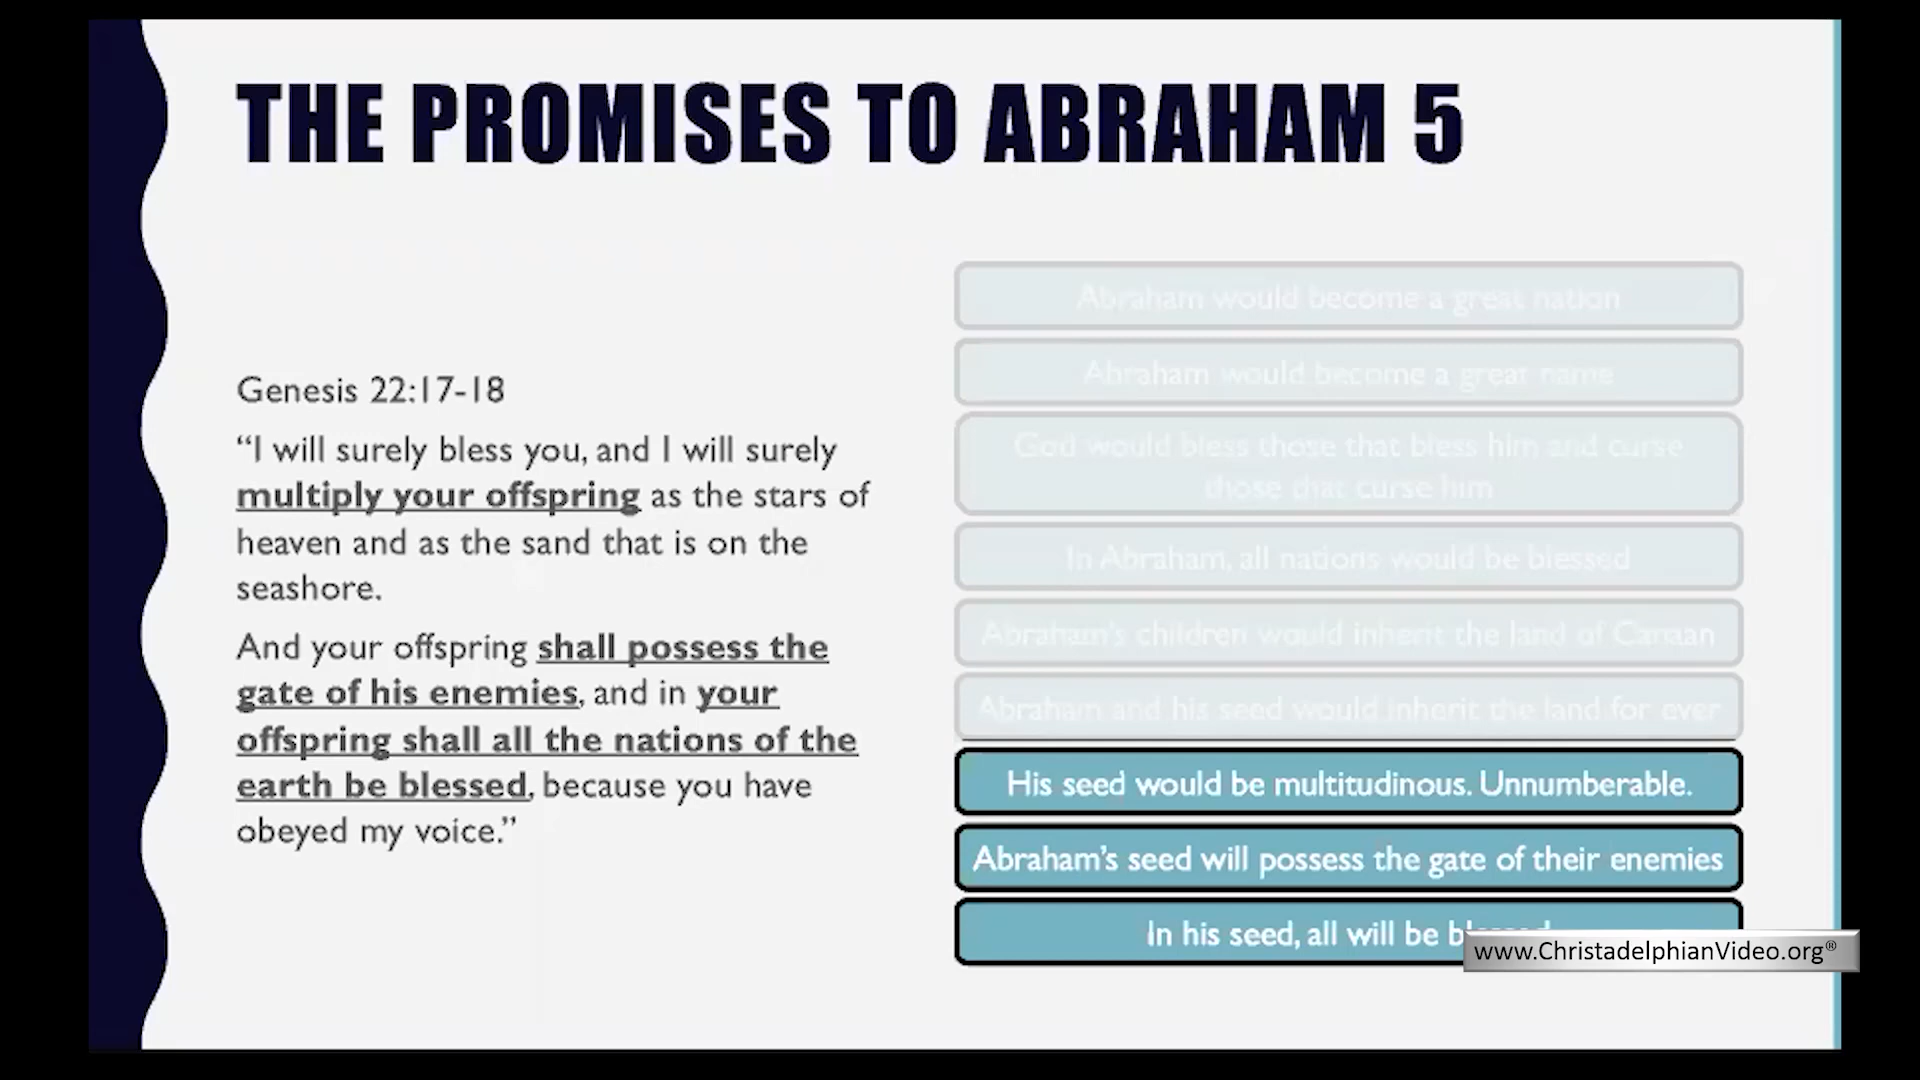 THE PROMISES TO ABRAHAM 5
Genesis 22:17-18
“I will surely bless you, and I will surely
multiply your offspring as the stars of
heaven and as the sand that is on the
seashore.
And your offspring shall possess the
gate of his enemies, and in your
offspring shall all the nations of the
earth be blessed, because you have
obeyed my voice.”
Abraham would become a great nation
Abraham would become a great name
God would bless those that bless him and curse
those that curse him
In Abraham, all nations would be blessed
Abraham's children would inherit the land of Canaan
Abraham and his seed would inherit the land for ever
His seed would be multitudinous. Unnumberable.
Abraham's seed will possess the gate of their enemies
In his seed, all will be
www.ChristadelphianVideo.org®